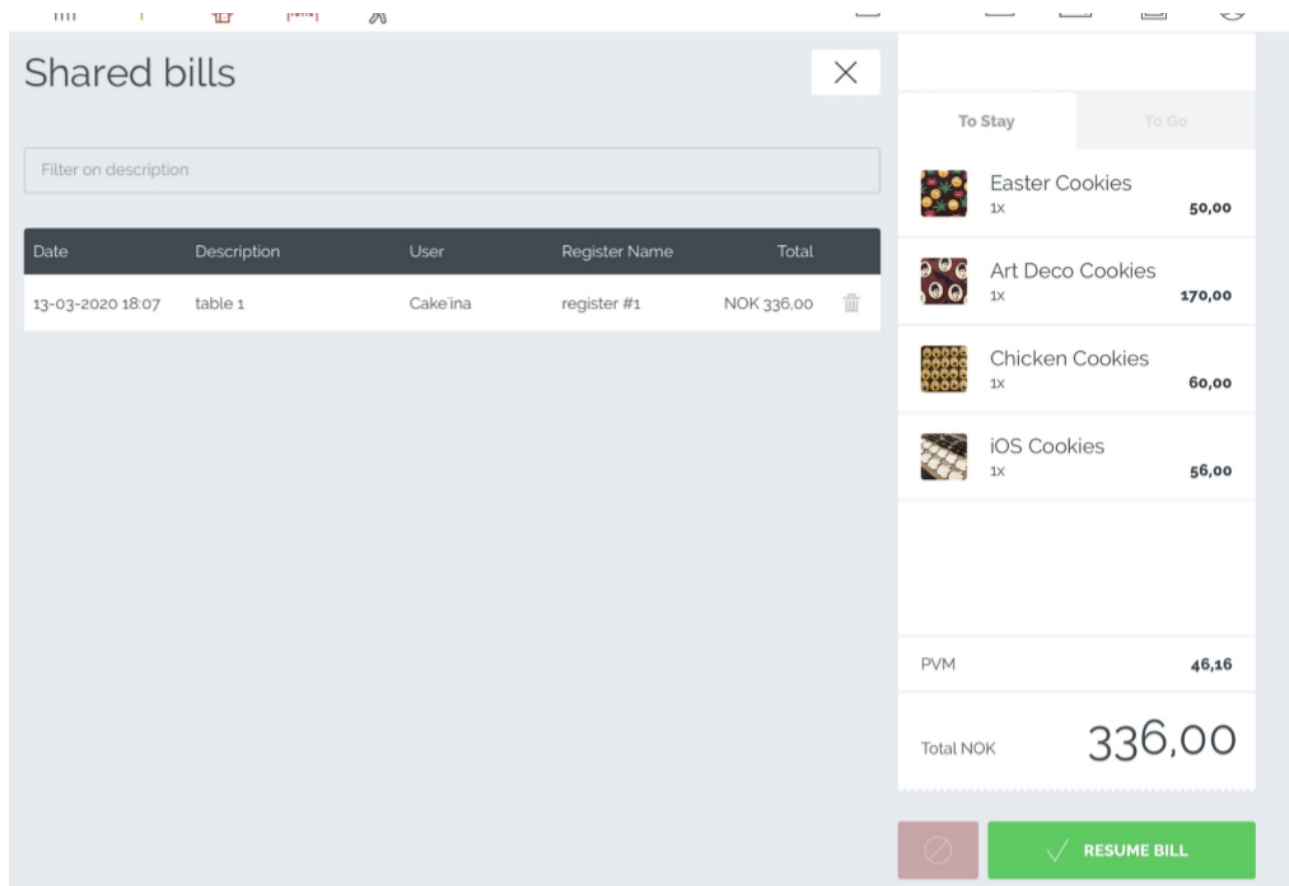 Shared bills
Filter on description
Date Description User Register Name Total
13-03-2020 18:07 table 1 Cake'ina register #1 NOK 336,00
To Stay To Go
Easter Cookies
1x 50,00
Art Deco Cookies
1x 170,00
Chicken Cookies
1x 60,00
iOS Cookies
1x 56,00
PVM 46,16
Total NOK 336,00
RESUME BILL